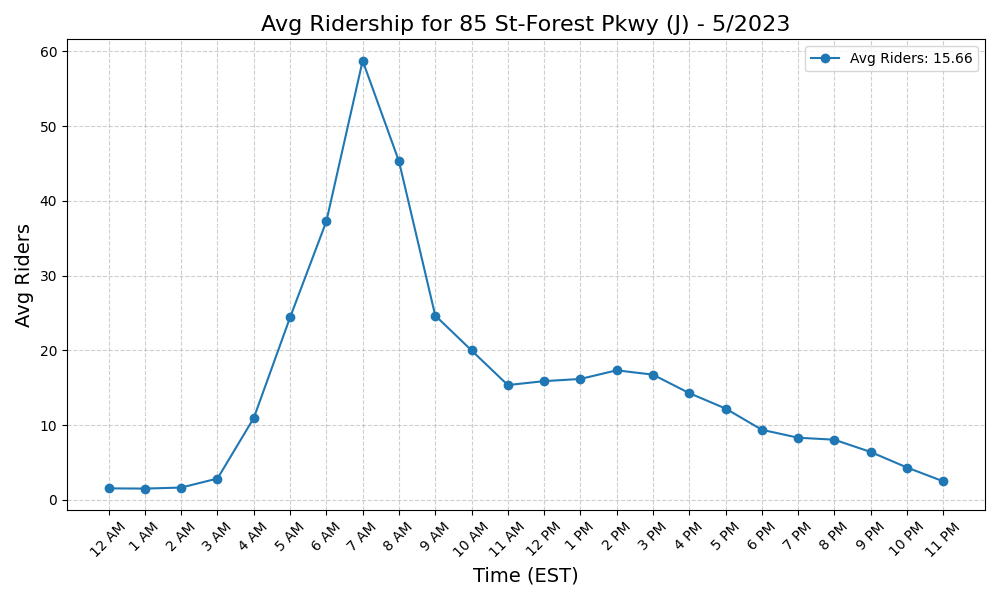 Avg Ridership for 85 St-Forest Pkwy (J) - 5/2023
Avg Riders: 15.66
Avg Riders
60
50
40
30
20
10
0
12 AM
1 AM
2 AM
3 AM
4 AM
5 AM
6 AM
7 AM
8 AM
9 AM
10 AM
11 AM
12 PM
1 PM
2 PM
3 PM
4 PM
5 PM
6 PM
7 PM
8 PM
9 PM
10 PM
11 PM
Time (EST)